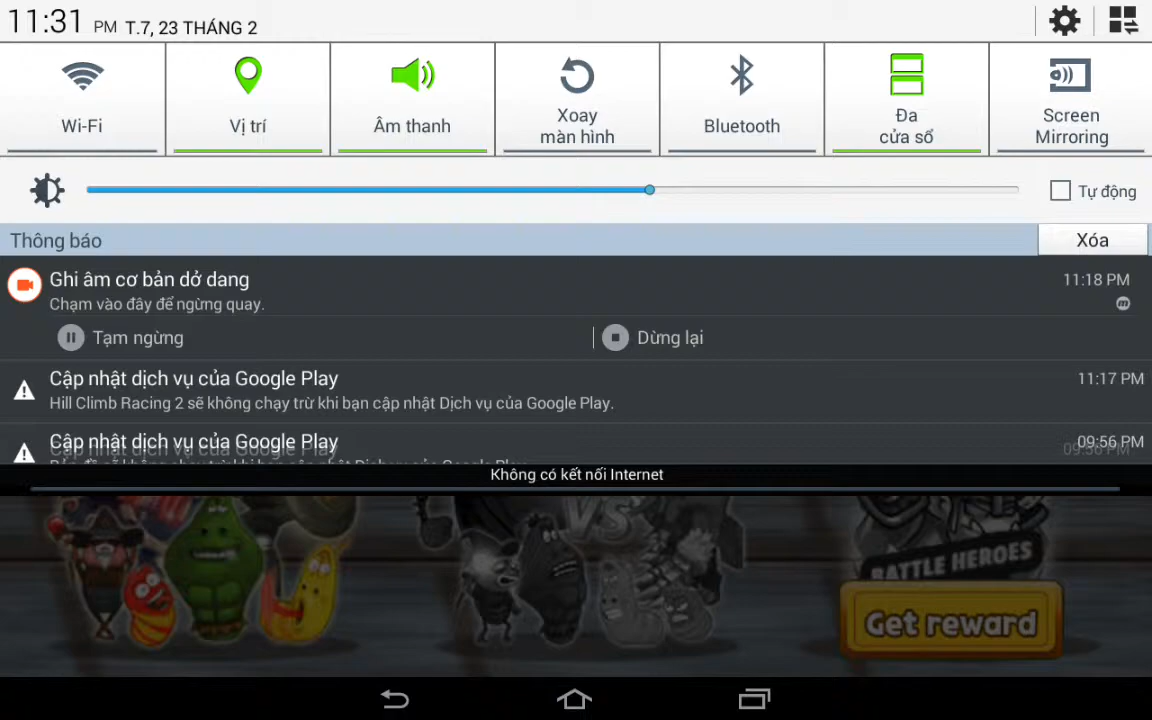 11:31 PM T.7, 23 THÁNG 2
Wi-Fi
Vị trí
Âm thanh
Xoay
màn hình
Bluetooth
Đa
cửa sổ
Screen
Mirroring
Tự động
Thông báo
Xóa
Ghi âm cơ bản dở dang
11:18 PM
Chạm vào đây để ngừng quay.
Tạm ngừng
Dừng lại
Cập nhật dịch vụ của Google Play
11:17 PM
Hill Climb Racing 2 sẽ không chạy trừ khi bạn cập nhật Dịch vụ của Google Play.
Cập nhật dịch vụ của Google Play
09:56 PM
Không có kết nối Internet
VS
BATTLE HEROES
Get reward